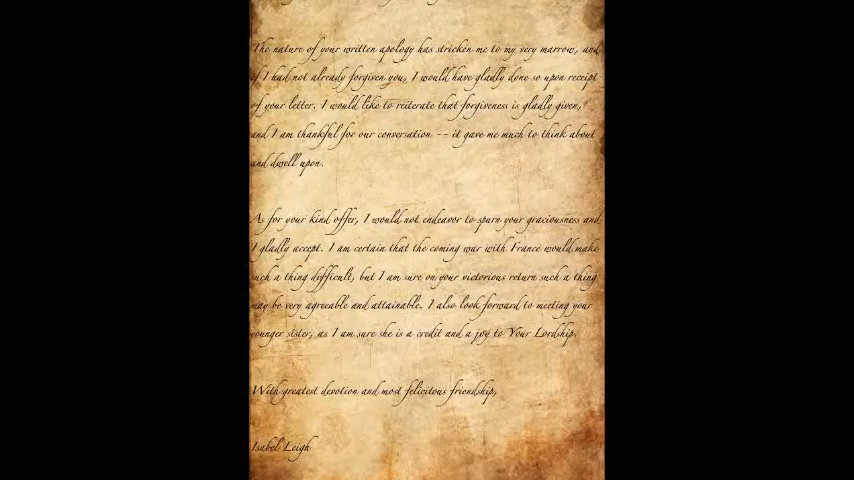 The nature of your written apology has stricken me to my very marrow, and
if I had not already forgiven you, I would have gladly done so upon receipt
of your letter. I would like to reiterate that forgiveness is gladly given,
and I am thankful for our conversation -- it gave me much to think about
and dwell upon.
As for your kind offer, I would not endeavor to spurn your graciousness and
I gladly accept. I am certain that the coming war with France would make
such a thing difficult, but I am sure on your victorious return such a thing
may be very agreeable and attainable. I also look forward to meeting your
younger sister, as I am sure she is a credit and a joy to Your Lordship.
With greatest devotion and most felicitous friendship,
Isabel Leigh